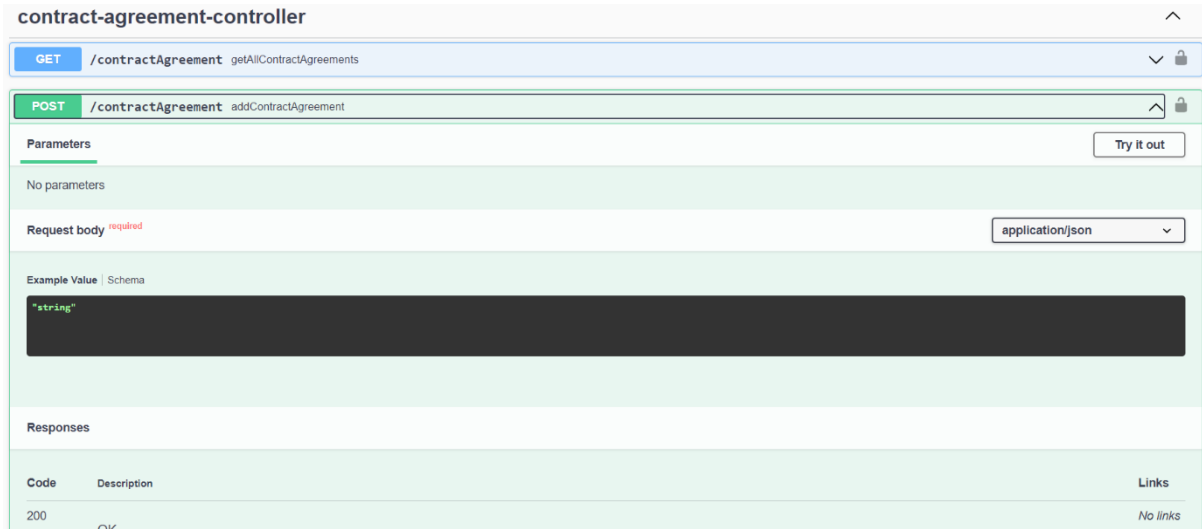 contract-agreement-controller
GET /contractAgreement getAllContractAgreements
POST /contractAgreement addContractAgreement
Parameters Try it out
No parameters
Request body required application/json
Example Value Schema
"string"
Responses
Code Description Links
200 No links
OK